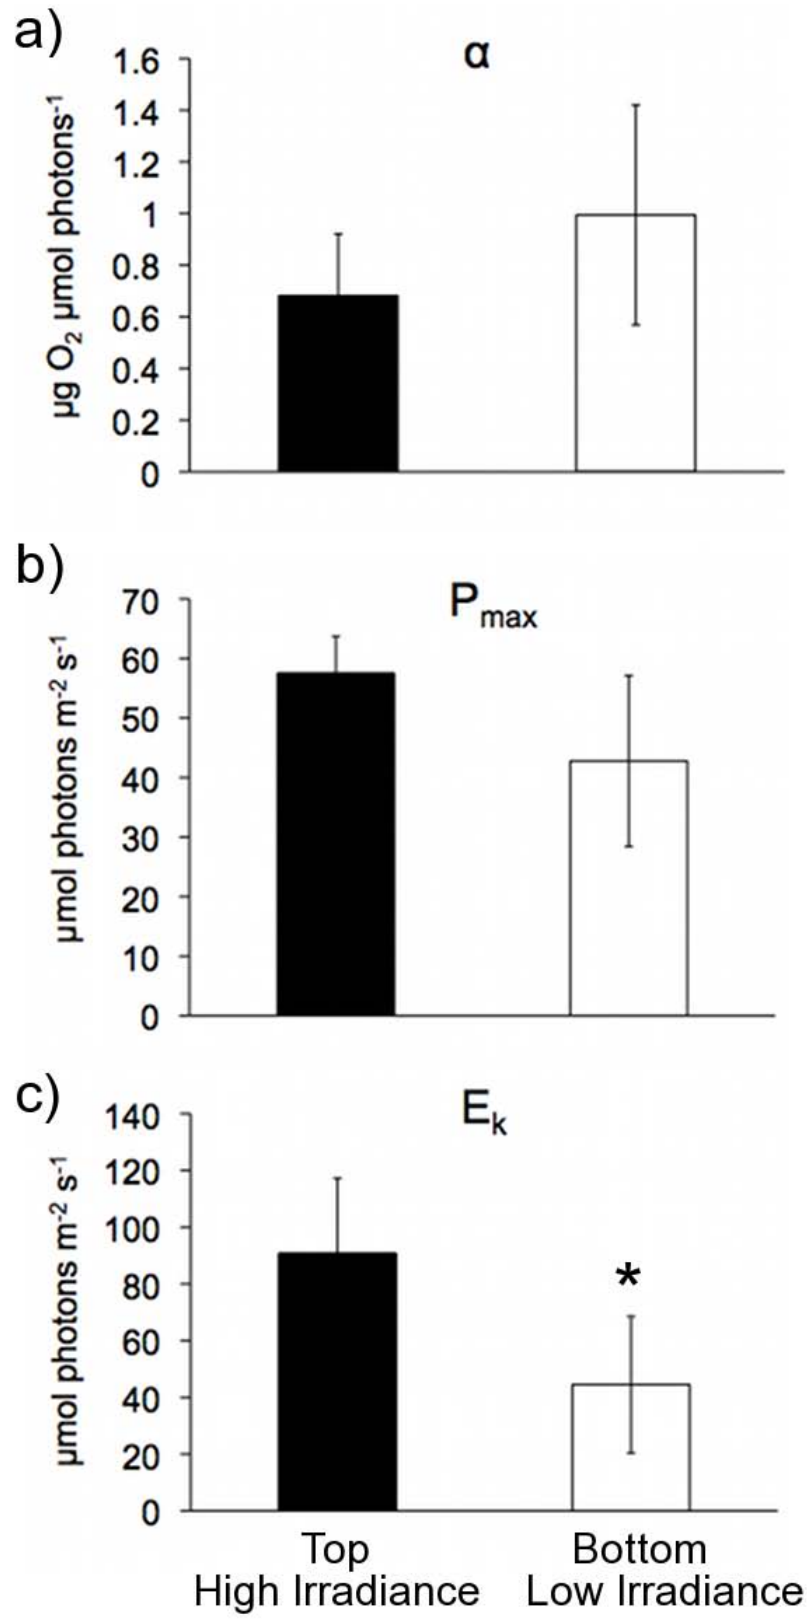 a)
α
1.6
1.4
1.2
1
0.8
0.6
0.4
0.2
0
µg O2 µmol photons-1
b)
Pmax
70
60
50
40
30
20
10
0
µmol photons m-2 s-1
c)
Ek
140
120
100
80
60
40
20
0
µmol photons m-2 s-1
*
Top Bottom
High Irradiance Low Irradiance